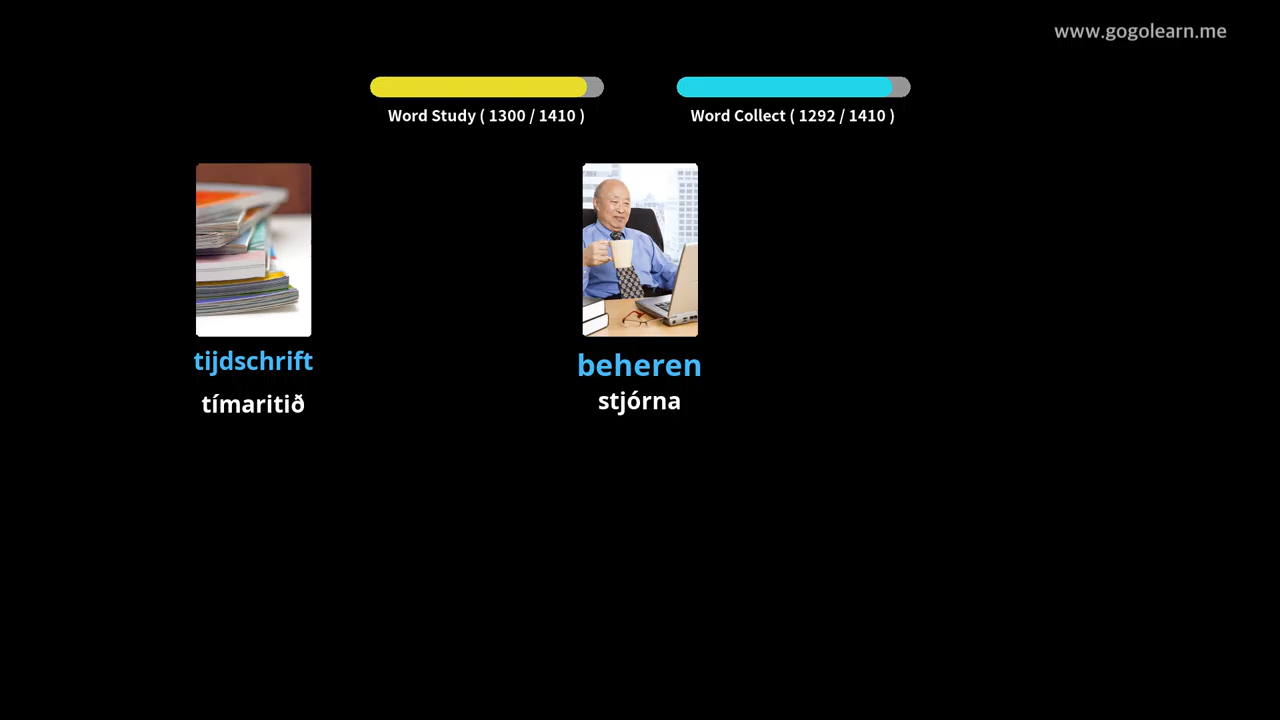 www.gogolearn.me
Word Study ( 1300 / 1410 )
Word Collect ( 1292 / 1410 )
tijdschrift
tímaritið
beheren
stjórna